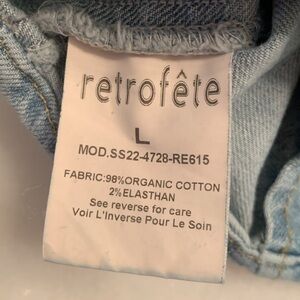 retrofête
L
MOD.SS22-4728-RE615
FABRIC:98%ORGANIC COTTON
2%ELASTHAN
See reverse for care
Voir L'Inverse Pour Le Soin